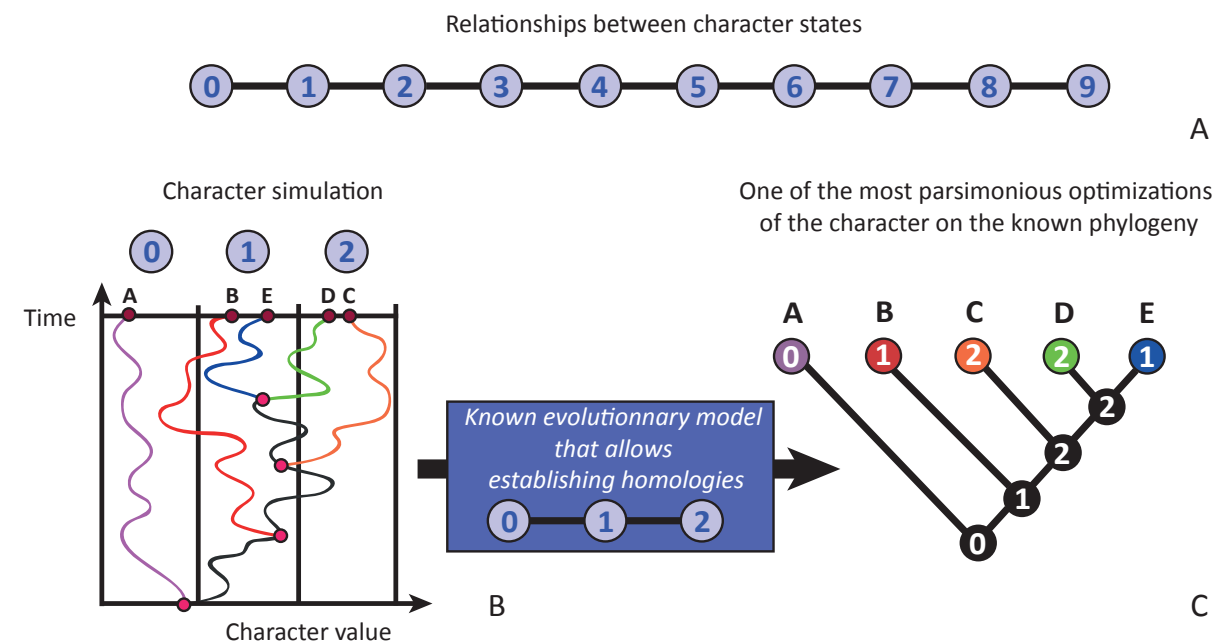 Relationships between character states
0 1 2 3 4 5 6 7 8 9
A
Character simulation
0 1 2
A B E D C
Time
Character value
B
Known evolutionnary model
that allows
establishing homologies
0 1 2
One of the most parsimonious optimizations
of the character on the known phylogeny
A B C D E
0 1 2 2 1
2
2
1
0
C